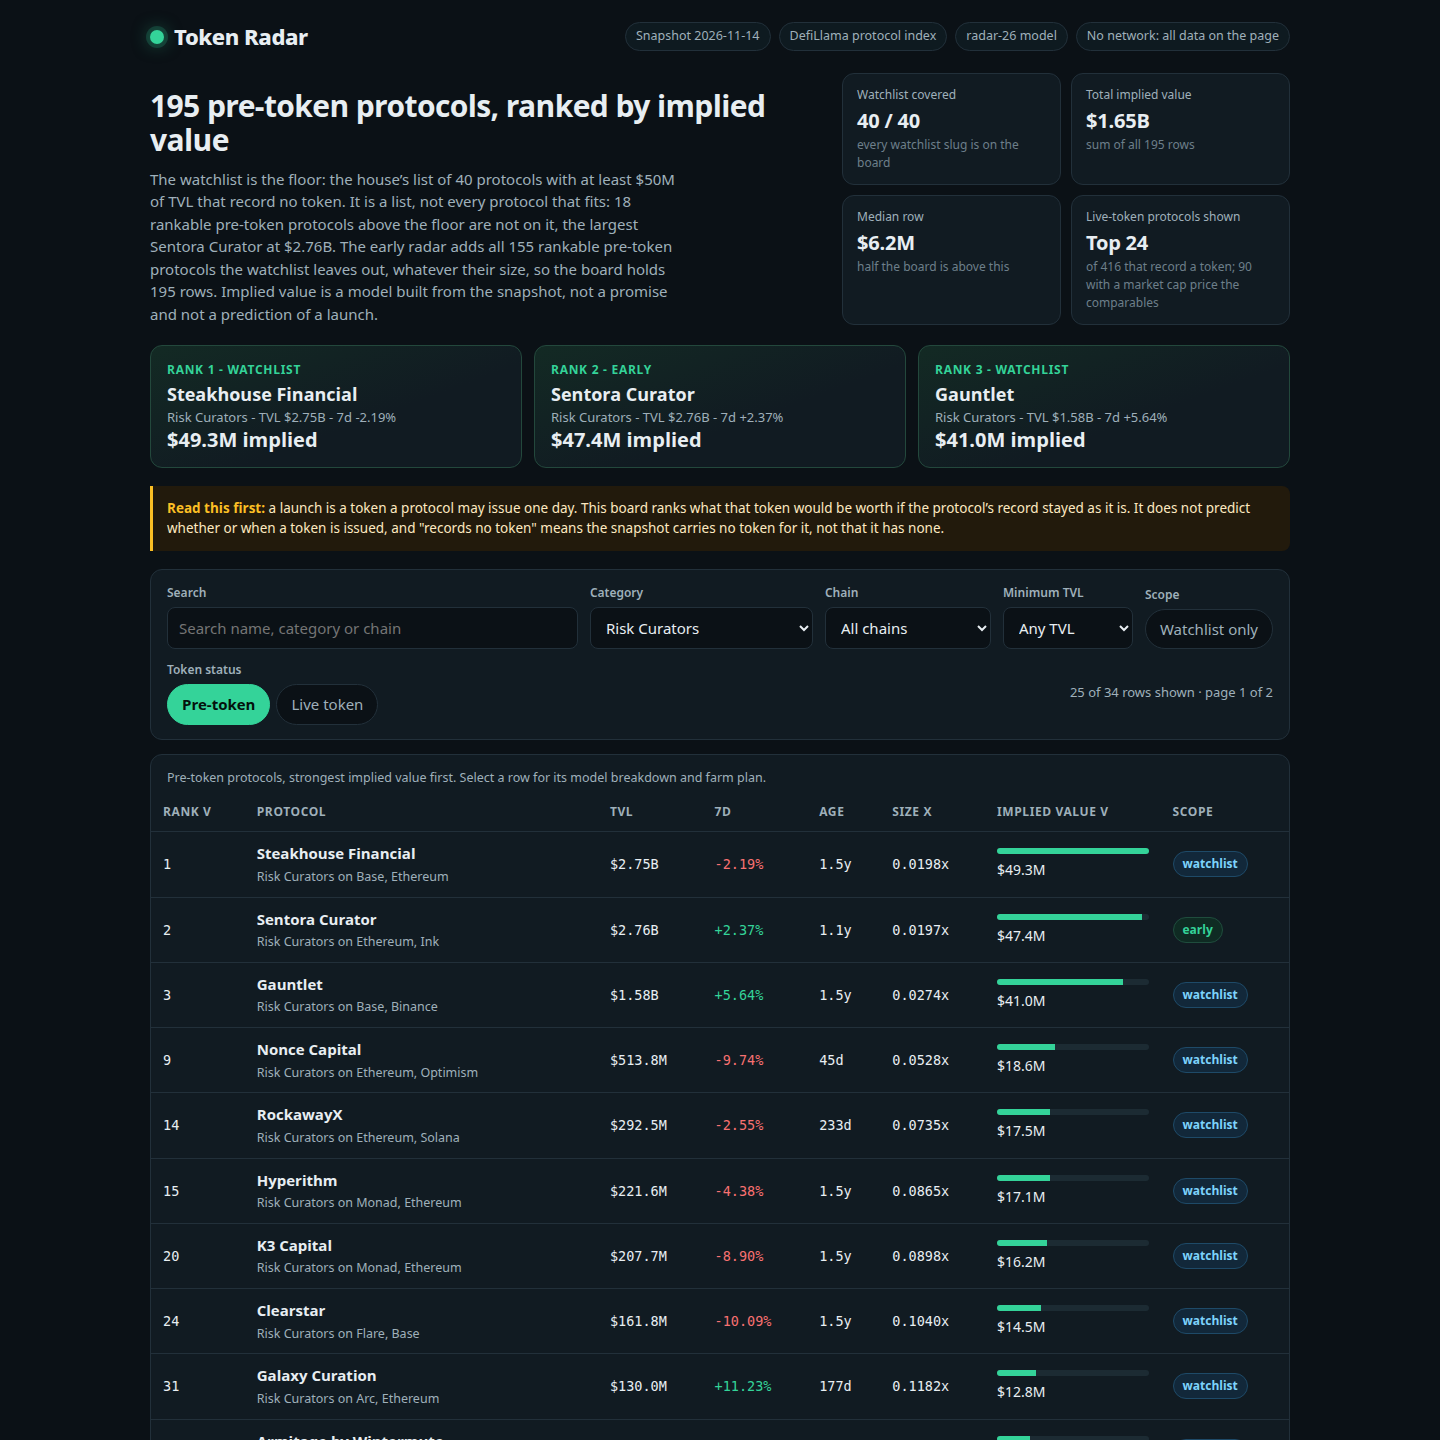 Token Radar
Snapshot 2026-11-14
DefiLlama protocol index
radar-26 model
No network: all data on the page
195 pre-token protocols, ranked by implied
value
The watchlist is the floor: the house's list of 40 protocols with at least $50M
of TVL that record no token. It is a list, not every protocol that fits: 18
rankable pre-token protocols above the floor are not on it, the largest
Sentora Curator at $2.76B. The early radar adds all 155 rankable pre-token
protocols the watchlist leaves out, whatever their size, so the board holds
195 rows. Implied value is a model built from the snapshot, not a promise
and not a prediction of a launch.
Watchlist covered
40 / 40
every watchlist slug is on the
board
Total implied value
$1.65B
sum of all 195 rows
Median row
$6.2M
half the board is above this
Live-token protocols shown
Top 24
of 416 that record a token; 90
with a market cap price the
comparables
RANK 1 - WATCHLIST
Steakhouse Financial
Risk Curators - TVL $2.75B - 7d -2.19%
$49.3M implied
RANK 2 - EARLY
Sentora Curator
Risk Curators - TVL $2.76B - 7d +2.37%
$47.4M implied
RANK 3 - WATCHLIST
Gauntlet
Risk Curators - TVL $1.58B - 7d +5.64%
$41.0M implied
Read this first: a launch is a token a protocol may issue one day. This board ranks what that token would be worth if the protocol's record stayed as it is. It does not predict
whether or when a token is issued, and "records no token" means the snapshot carries no token for it, not that it has none.
Search
Search name, category or chain
Category
Risk Curators
Chain
All chains
Minimum TVL
Any TVL
Scope
Watchlist only
Token status
Pre-token
Live token
25 of 34 rows shown · page 1 of 2
Pre-token protocols, strongest implied value first. Select a row for its model breakdown and farm plan.
RANK V PROTOCOL TVL 7D AGE SIZE X IMPLIED VALUE V SCOPE
1 Steakhouse Financial $2.75B -2.19% 1.5y 0.0198x $49.3M watchlist
Risk Curators on Base, Ethereum
2 Sentora Curator $2.76B +2.37% 1.1y 0.0197x $47.4M early
Risk Curators on Ethereum, Ink
3 Gauntlet $1.58B +5.64% 1.5y 0.0274x $41.0M watchlist
Risk Curators on Base, Binance
9 Nonce Capital $513.8M -9.74% 45d 0.0528x $18.6M watchlist
Risk Curators on Ethereum, Optimism
14 RockawayX $292.5M -2.55% 233d 0.0735x $17.5M watchlist
Risk Curators on Ethereum, Solana
15 Hyperithm $221.6M -4.38% 1.5y 0.0865x $17.1M watchlist
Risk Curators on Monad, Ethereum
20 K3 Capital $207.7M -8.90% 1.5y 0.0898x $16.2M watchlist
Risk Curators on Monad, Ethereum
24 Clearstar $161.8M -10.09% 1.5y 0.1040x $14.5M watchlist
Risk Curators on Flare, Base
31 Galaxy Curation $130.0M +11.23% 177d 0.1182x $12.8M watchlist
Risk Curators on Arc, Ethereum